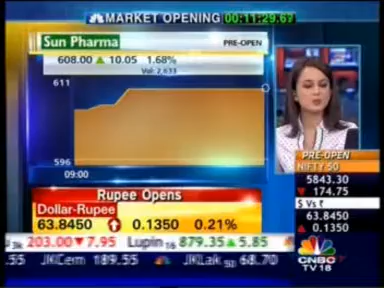 MARKET OPENING 00:11:29.67
Sun Pharma PRE-OPEN
608.00 ▲ 10.05 1.68%
Vol: 2,633
611
596
09:00
Rupee Opens
Dollar-Rupee
63.8450 0.1350 0.21%
PRE-OPEN
NIFTY 50
5843.30
▼ 174.75
$ Vs ₹
63.8450
▲ 0.1350
203.00 ▼ 7.95 Lupin 879.35 ▲ 5.85
.55 JKCem 189.55 JKLak 68.70
CNBC
TV 18